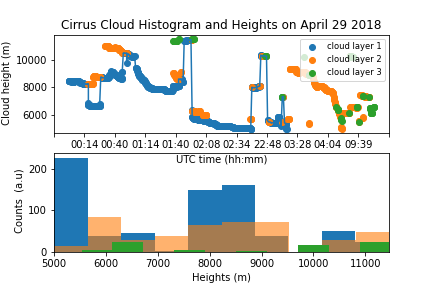 Cirrus Cloud Histogram and Heights on April 29 2018
Cloud height (m)
10000
8000
6000
cloud layer 1
cloud layer 2
cloud layer 3
00:14 00:40 01:14 01:40 02:08 02:34 22:48 03:28 04:04 09:39
UTC time (hh:mm)
Counts (a.u)
200
100
0
5000 6000 7000 8000 9000 10000 11000
Heights (m)